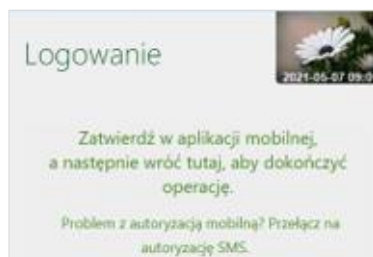 Logowanie
2021-05-07 09:0
Zatwierdź w aplikacji mobilnej,
a następnie wróć tutaj, aby dokończyć
operację.
Problem z autoryzacją mobilną? Przełącz na
autoryzację SMS.